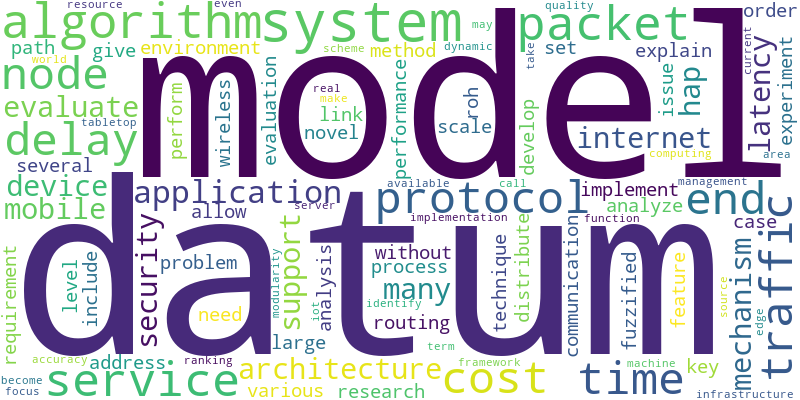 resource
even
may
quality
order
algorithm
system
packet
path
give
environment
method
scheme
dynamic
set
explain
world
node
evaluate
tabletop
perform
wireless
evaluation
real
make
novel
link
performance
scale
roh
take
develop
issue
hap
latency
current
experiment
model
internet
delay
several
computing
area
device
mobile
application
allow
server
available
call
protocol
implement
management
end
analyze
implementation
function
case
traffic
requirement
level
include
security
problem
need
support
modularity
analysis
iot
without
process
many
identify
routing
term
technique
distribute
communication
fuzzified
feature
source
edge
mechanism
datum
large
address
key
become
focus
accuracy
ranking
service
various
architecture
research
framework
cost
time
machine
infrastructure